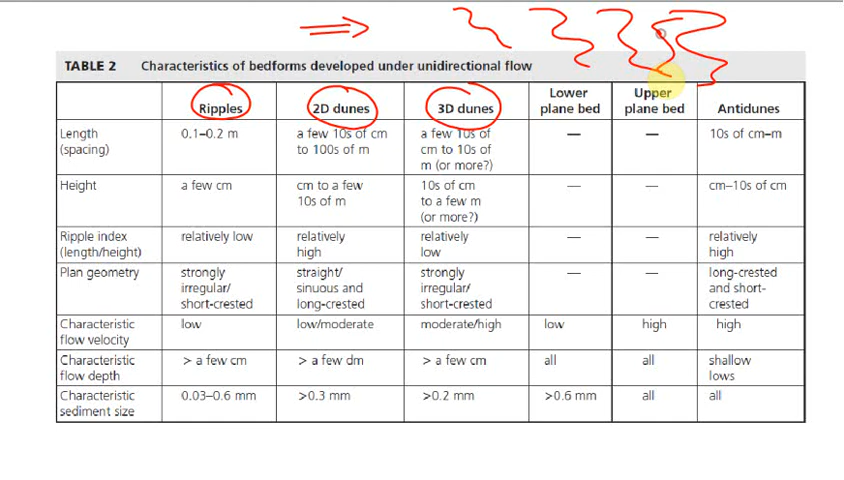 TABLE 2 Characteristics of bedforms developed under unidirectional flow
Ripples 2D dunes 3D dunes Lower plane bed Upper plane bed Antidunes
Length (spacing) 0.1–0.2 m a few 10s of cm to 100s of m a few 10s of cm to 10s of m (or more?) — — 10s of cm–m
Height a few cm cm to a few 10s of m 10s of cm to a few m (or more?) — — cm–10s of cm
Ripple index (length/height) relatively low relatively high relatively low — — relatively high
Plan geometry strongly irregular/ short-crested straight/ sinuous and long-crested strongly irregular/ short-crested — — long-crested and short-crested
Characteristic flow velocity low low/moderate moderate/high low high high
Characteristic flow depth > a few cm > a few dm > a few cm all all shallow lows
Characteristic sediment size 0.03–0.6 mm >0.3 mm >0.2 mm >0.6 mm all all